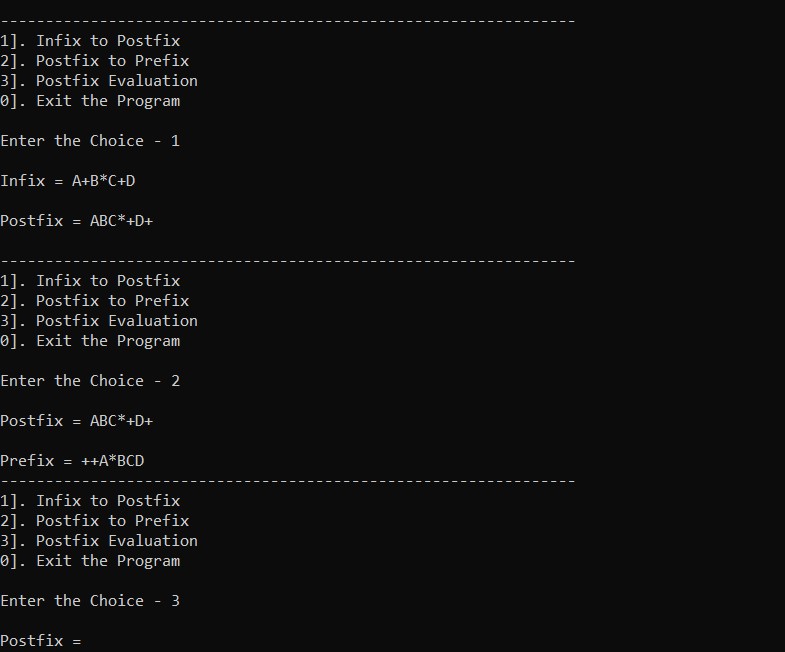 ----------------------------------------------------------------
1]. Infix to Postfix
2]. Postfix to Prefix
3]. Postfix Evaluation
0]. Exit the Program
Enter the Choice - 1
Infix = A+B*C+D
Postfix = ABC*+D+
----------------------------------------------------------------
1]. Infix to Postfix
2]. Postfix to Prefix
3]. Postfix Evaluation
0]. Exit the Program
Enter the Choice - 2
Postfix = ABC*+D+
Prefix = ++A*BCD
----------------------------------------------------------------
1]. Infix to Postfix
2]. Postfix to Prefix
3]. Postfix Evaluation
0]. Exit the Program
Enter the Choice - 3
Postfix =